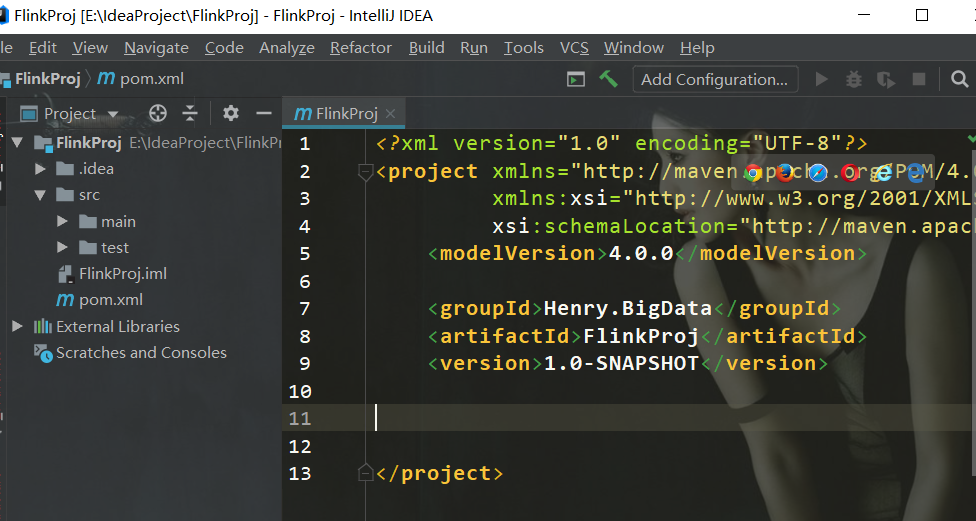 FlinkProj [E:\IdeaProject\FlinkProj] - FlinkProj - IntelliJ IDEA
le Edit View Navigate Code Analyze Refactor Build Run Tools VCS Window Help
FlinkProj m pom.xml Add Configuration...
Project
m FlinkProj
FlinkProj E:\IdeaProject\FlinkPr
.idea
src
main
test
FlinkProj.iml
m pom.xml
External Libraries
Scratches and Consoles
1 <?xml version="1.0" encoding="UTF-8"?>
2 <project xmlns="http://maven.apache.org/POM/4.0
3 xmlns:xsi="http://www.w3.org/2001/XMLS
4 xsi:schemaLocation="http://maven.apac
5 <modelVersion>4.0.0</modelVersion>
6
7 <groupId>Henry.BigData</groupId>
8 <artifactId>FlinkProj</artifactId>
9 <version>1.0-SNAPSHOT</version>
10
11
12
13 </project>